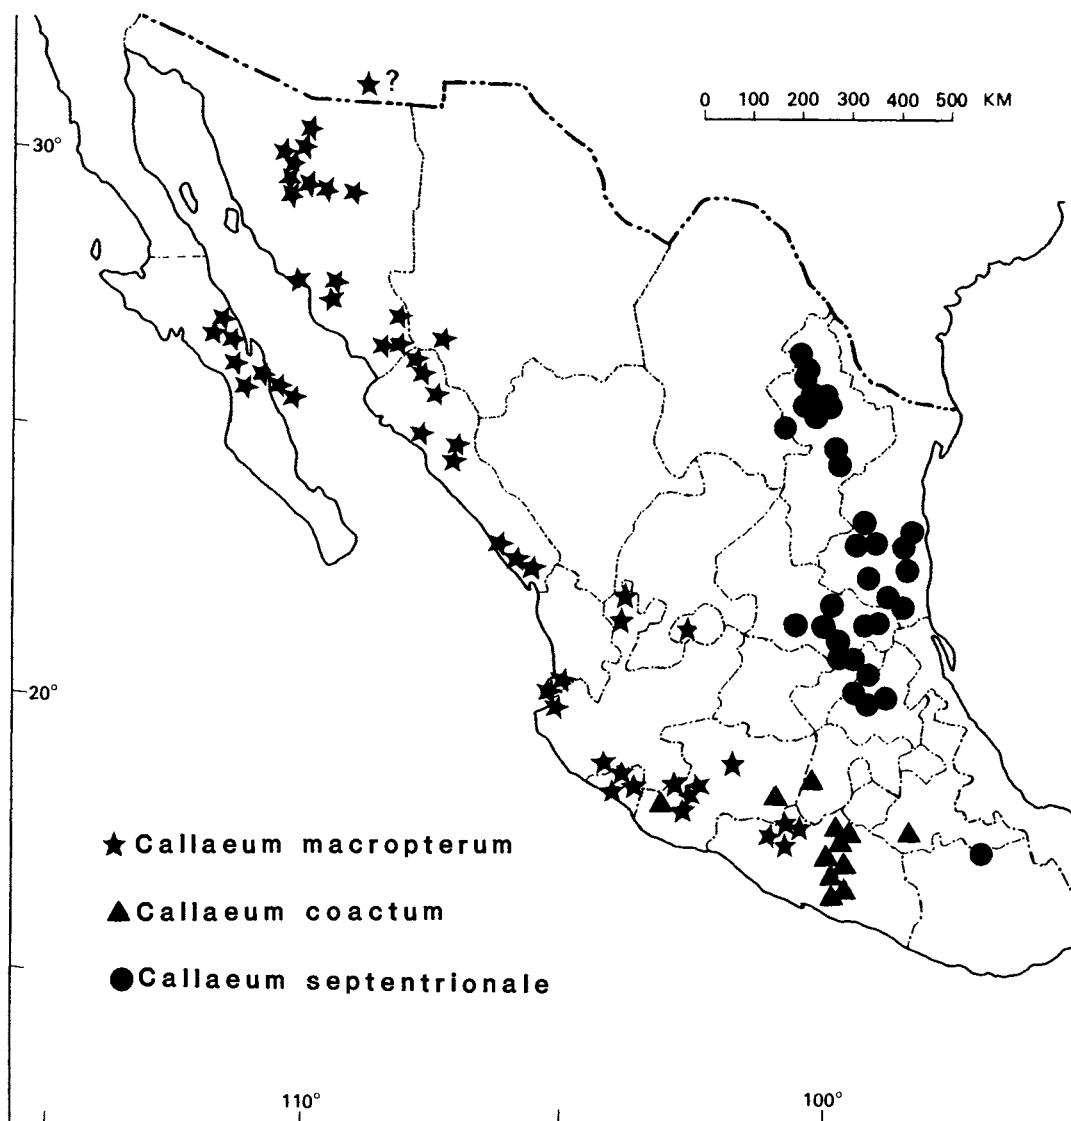 ?
0 100 200 300 400 500 KM
30°
20°
Callaeum macropterum
Callaeum coactum
Callaeum septentrionale
110° 100°